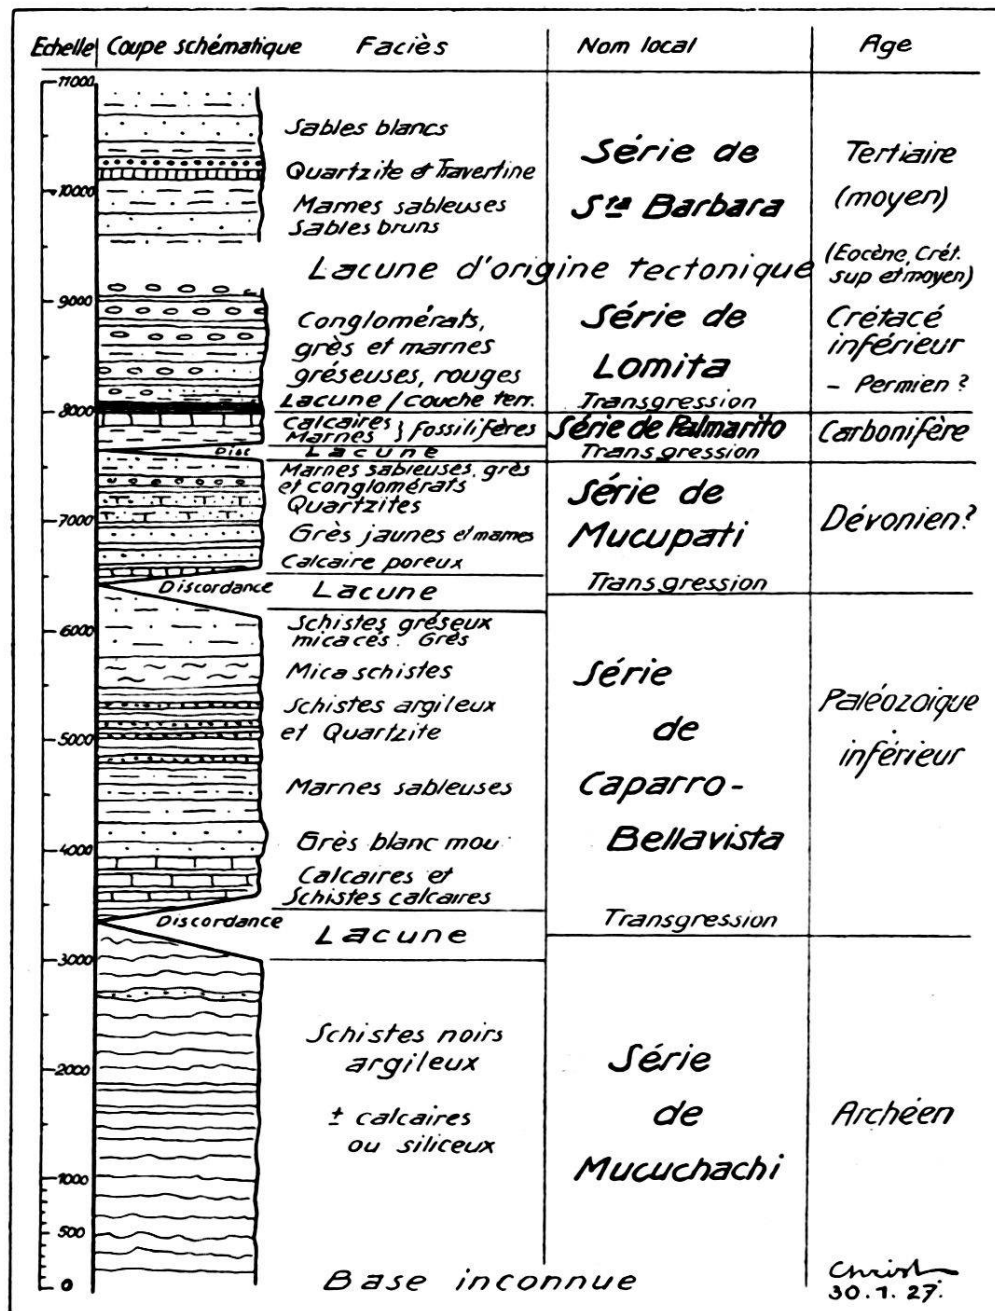 Echelle Coupe schématique Faciès Nom local Age
11000
Sables blancs
Série de
Tertiaire
Quartzite et Travertine
10000
Sta Barbara
(moyen)
Marnes sableuses
Sables bruns
Lacune d'origine tectonique
(Eocène, Crét.
sup et moyen)
9000
Conglomérats,
grès et marnes
gréseuses, rouges
Série de
Lomita
Crétacé
inférieur
- Permien ?
Lacune / couche terr.
Transgression
8000
Calcaires
Marnes } fossilifères
Série de Palmarito
Carbonifère
Disc
Lacune
Transgression
Marnes sableuses, grès
et conglomérats
Quartzites
7000
Grès jaunes et marnes
Calcaire poreux
Série de
Mucupati
Dévonien?
Discordance
Lacune
Transgression
6000
Schistes gréseux
micacés. Grès
Mica schistes
Schistes argileux
et Quartzite
5000
Marnes sableuses
Grès blanc mou
4000
Calcaires et
Schistes calcaires
Série
de
Caparro-
Bellavista
Paléozoique
inférieur
Discordance
Lacune
Transgression
3000
Schistes noirs
argileux
2000
± calcaires
ou siliceux
Série
de
Mucuchachi
Archéen
1000
500
0
Base inconnue
30.1.27.